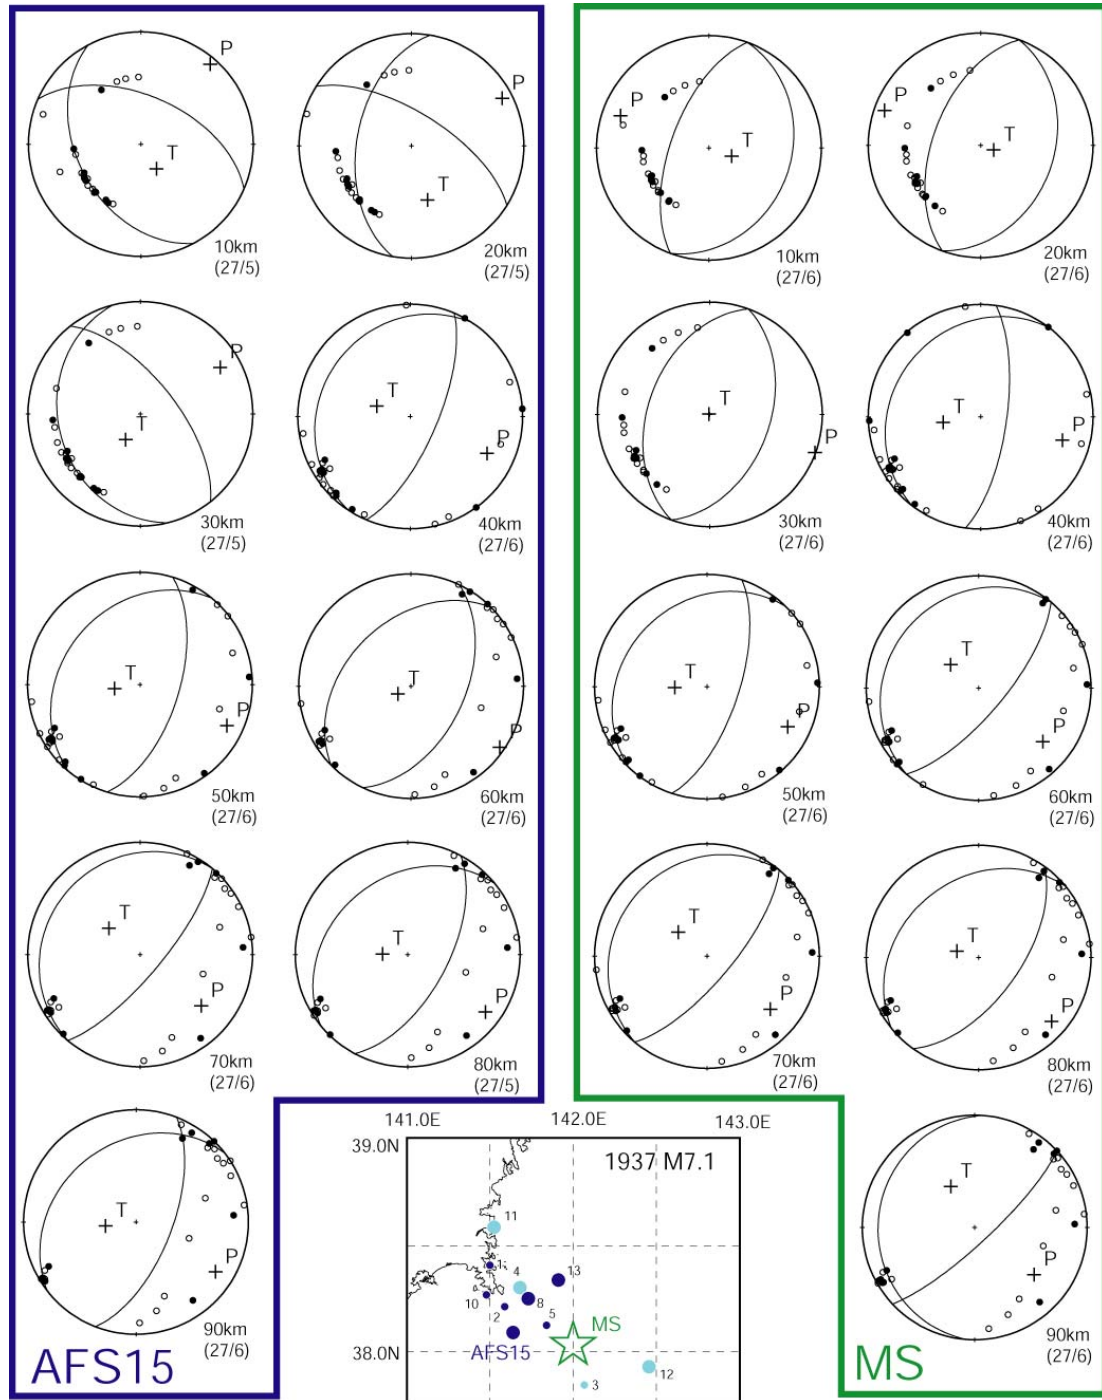 P
T
10km
(27/5)
P
T
20km
(27/5)
P
T
30km
(27/5)
T
P
40km
(27/6)
T
P
50km
(27/6)
T
P
60km
(27/6)
T
P
70km
(27/6)
T
P
80km
(27/5)
T
P
90km
(27/6)
AFS15
P
T
10km
(27/6)
P
T
20km
(27/6)
T
P
30km
(27/6)
T
P
40km
(27/6)
T
P
50km
(27/6)
T
P
60km
(27/6)
T
P
70km
(27/6)
T
P
80km
(27/6)
T
P
90km
(27/6)
MS
141.0E 142.0E 143.0E
39.0N
1937 M7.1
11
4
13
10
8
2
5
MS
AFS15
38.0N
12
3